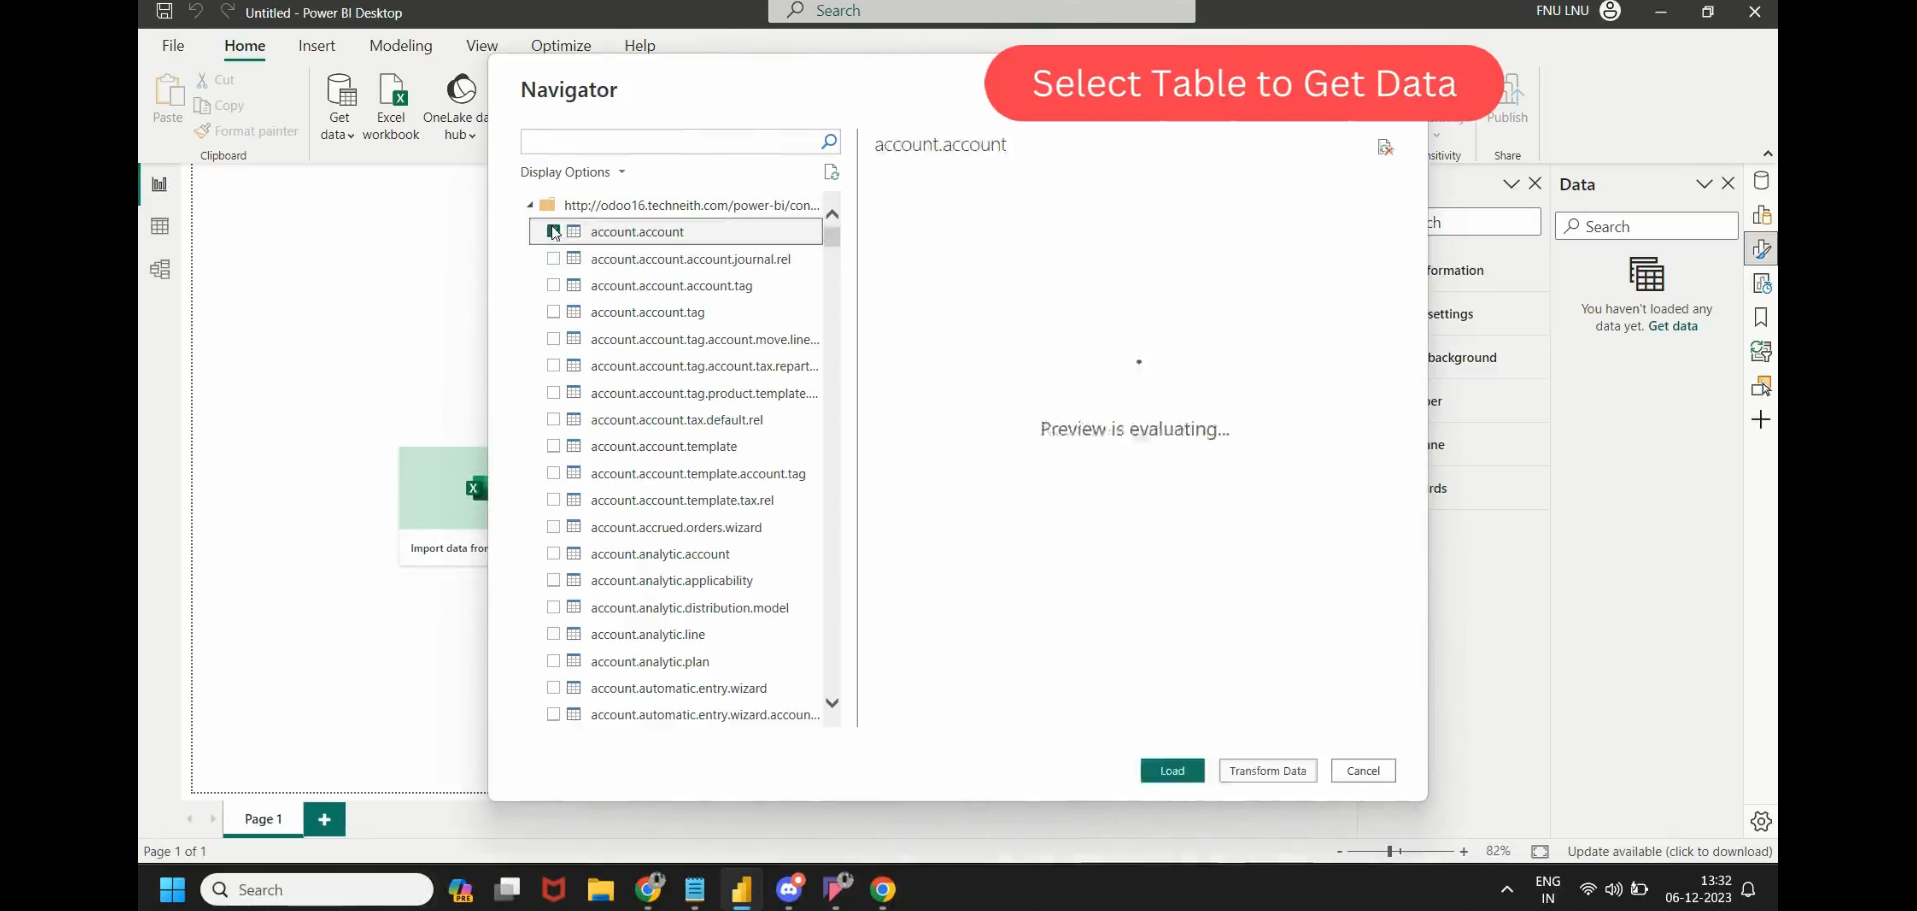 Untitled - Power BI Desktop
Search
FNU LNU
File
Home
Insert
Modeling
View
Optimize
Help
Paste
Cut
Copy
Format painter
Clipboard
Get
data
Excel
workbook
OneLake da
hub
Select Table to Get Data
Publish
sitivity
Share
Navigator
Display Options
http://odoo16.techneith.com/power-bi/con...
account.account
account.account.account.journal.rel
account.account.account.tag
account.account.tag
account.account.tag.account.move.line...
account.account.tag.account.tax.repart...
account.account.tag.product.template....
account.account.tax.default.rel
account.account.template
account.account.template.account.tag
account.account.template.tax.rel
account.accrued.orders.wizard
account.analytic.account
account.analytic.applicability
account.analytic.distribution.model
account.analytic.line
account.analytic.plan
account.automatic.entry.wizard
account.automatic.entry.wizard.accoun...
account.account
Preview is evaluating...
Load
Transform Data
Cancel
Import data from
ch
formation
settings
background
per
ne
rds
Data
Search
You haven't loaded any
data yet. Get data
Page 1
Page 1 of 1
82%
Update available (click to download)
Search
PRE
ENG
IN
13:32
06-12-2023